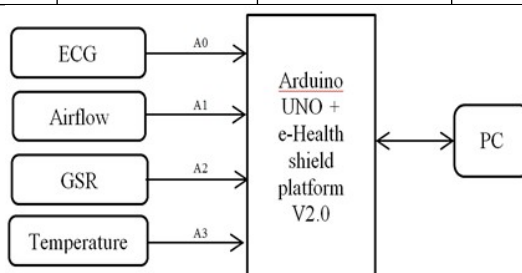 ECG
A0
Airflow
A1
GSR
A2
Temperature
A3
Arduino
UNO +
e-Health
shield
platform
V2.0
PC